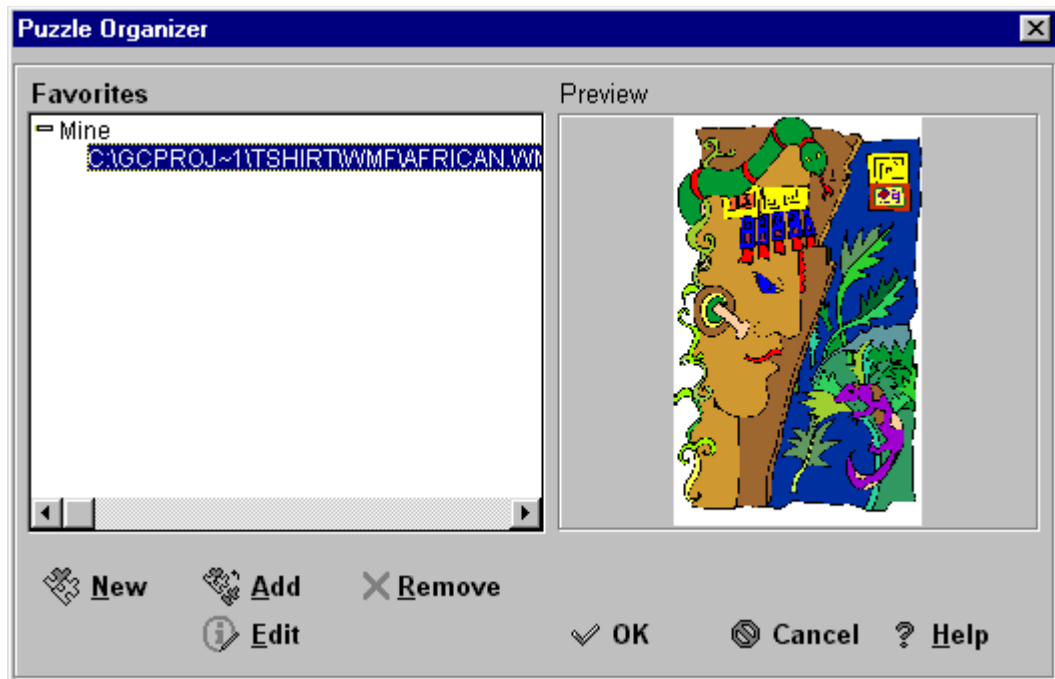 Puzzle Organizer
Favorites
Preview
Mine
C:\GCPROJ~1\TSHIRT\WMF\AFRICAN.WM
New
Add
Remove
Edit
OK
Cancel
Help